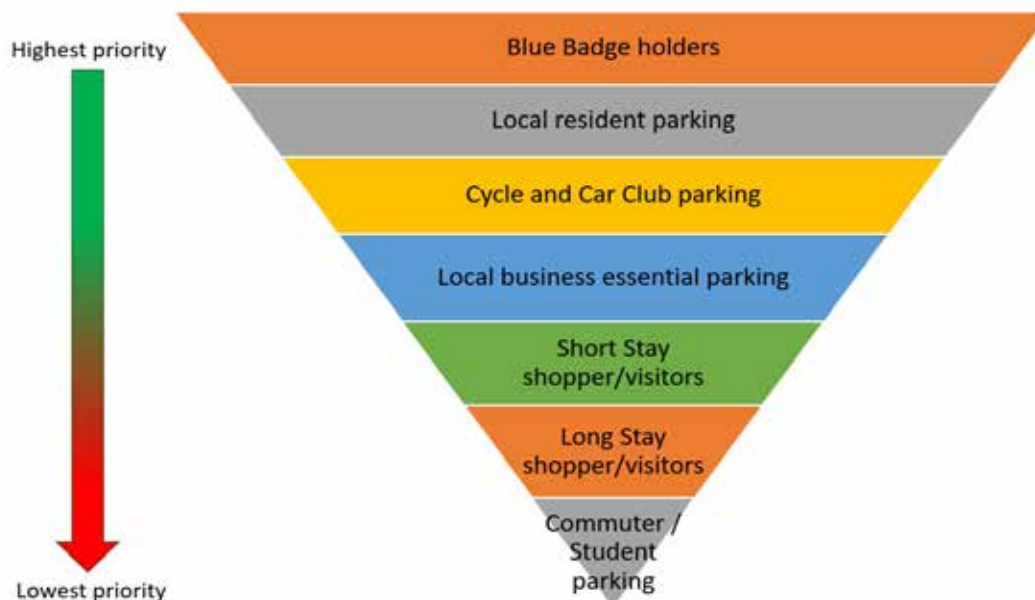 Highest priority
Blue Badge holders
Local resident parking
Cycle and Car Club parking
Local business essential parking
Short Stay
shopper/visitors
Long Stay
shopper/visitors
Commuter /
Student
parking
Lowest priority